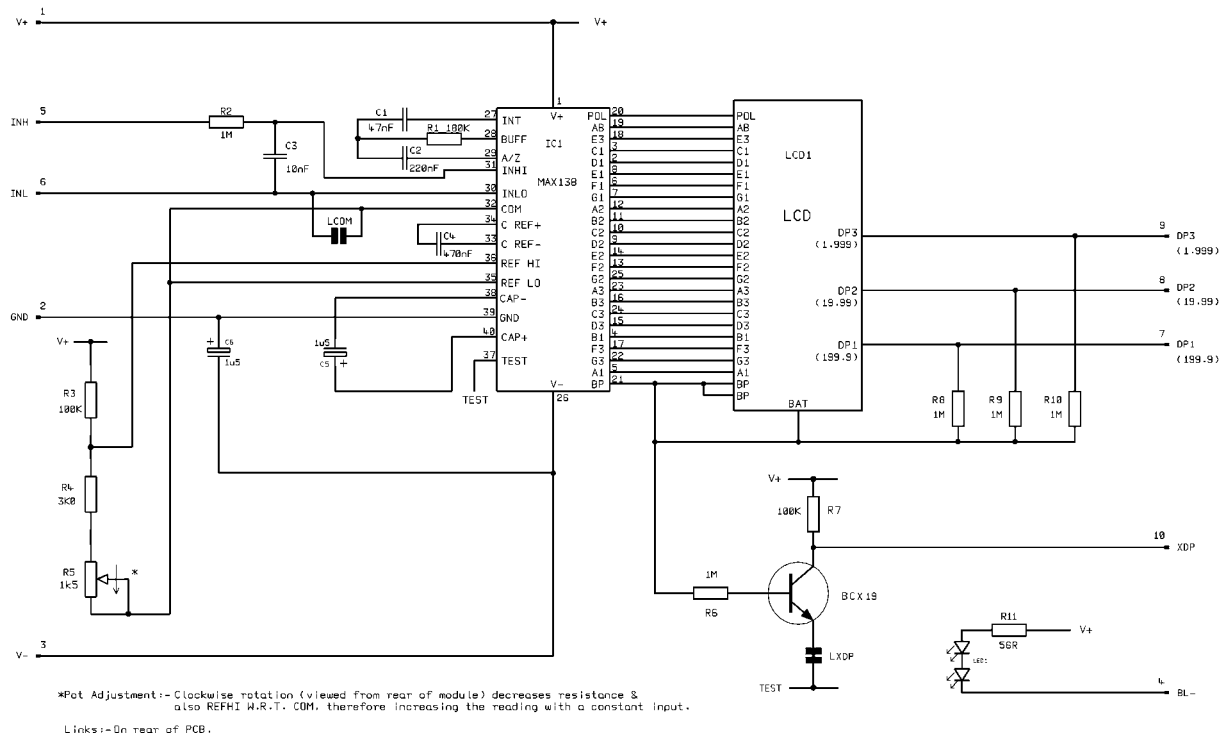 V+ 1 V+
INH 5
R2
1M
C3
10nF
INL 6
LCOM
C1
47nF
R1 180K
C2
220nF
C4
470nF
1
V+
IC1
MAX138
27 INT
28 BUFF
29 A/Z
31 INHI
30 INLO
32 COM
34 C REF+
33 C REF-
36 REF HI
35 REF LO
38 CAP-
39 GND
40 CAP+
37 TEST
V-
26
TEST
POL 20 POL
AB 19 AB
E3 18 E3
C1 3 C1
D1 2 D1
E1 8 E1
F1 6 F1
G1 7 G1
A2 12 A2
B2 11 B2
C2 10 C2
D2 9 D2
E2 14 E2
F2 13 F2
G2 25 G2
A3 23 A3
B3 16 B3
C3 24 C3
D3 15 D3
B1 4 B1
F3 17 F3
G3 22 G3
A1 5 A1
BP 21 BP
BP
LCD1
LCD
DP3
(1.999)
DP2
(19.99)
DP1
(199.9)
BAT
9 DP3
(1.999)
8 DP2
(19.99)
7 DP1
(199.9)
R8
1M
R9
1M
R10
1M
GND 2
+
C6
1u5
1u5
C5 +
V+
R3
100K
R4
3K0
R5
1k5
*
V- 3
V+
100K R7
10
XDP
1M
R6
BCX19
LXDP
TEST
R11
56R
V+
LED1
4
BL-
*Pot Adjustment:- Clockwise rotation (viewed from rear of module) decreases resistance &
also REFHI W.R.T. COM. therefore increasing the reading with a constant input.
Links:-On rear of PCB.